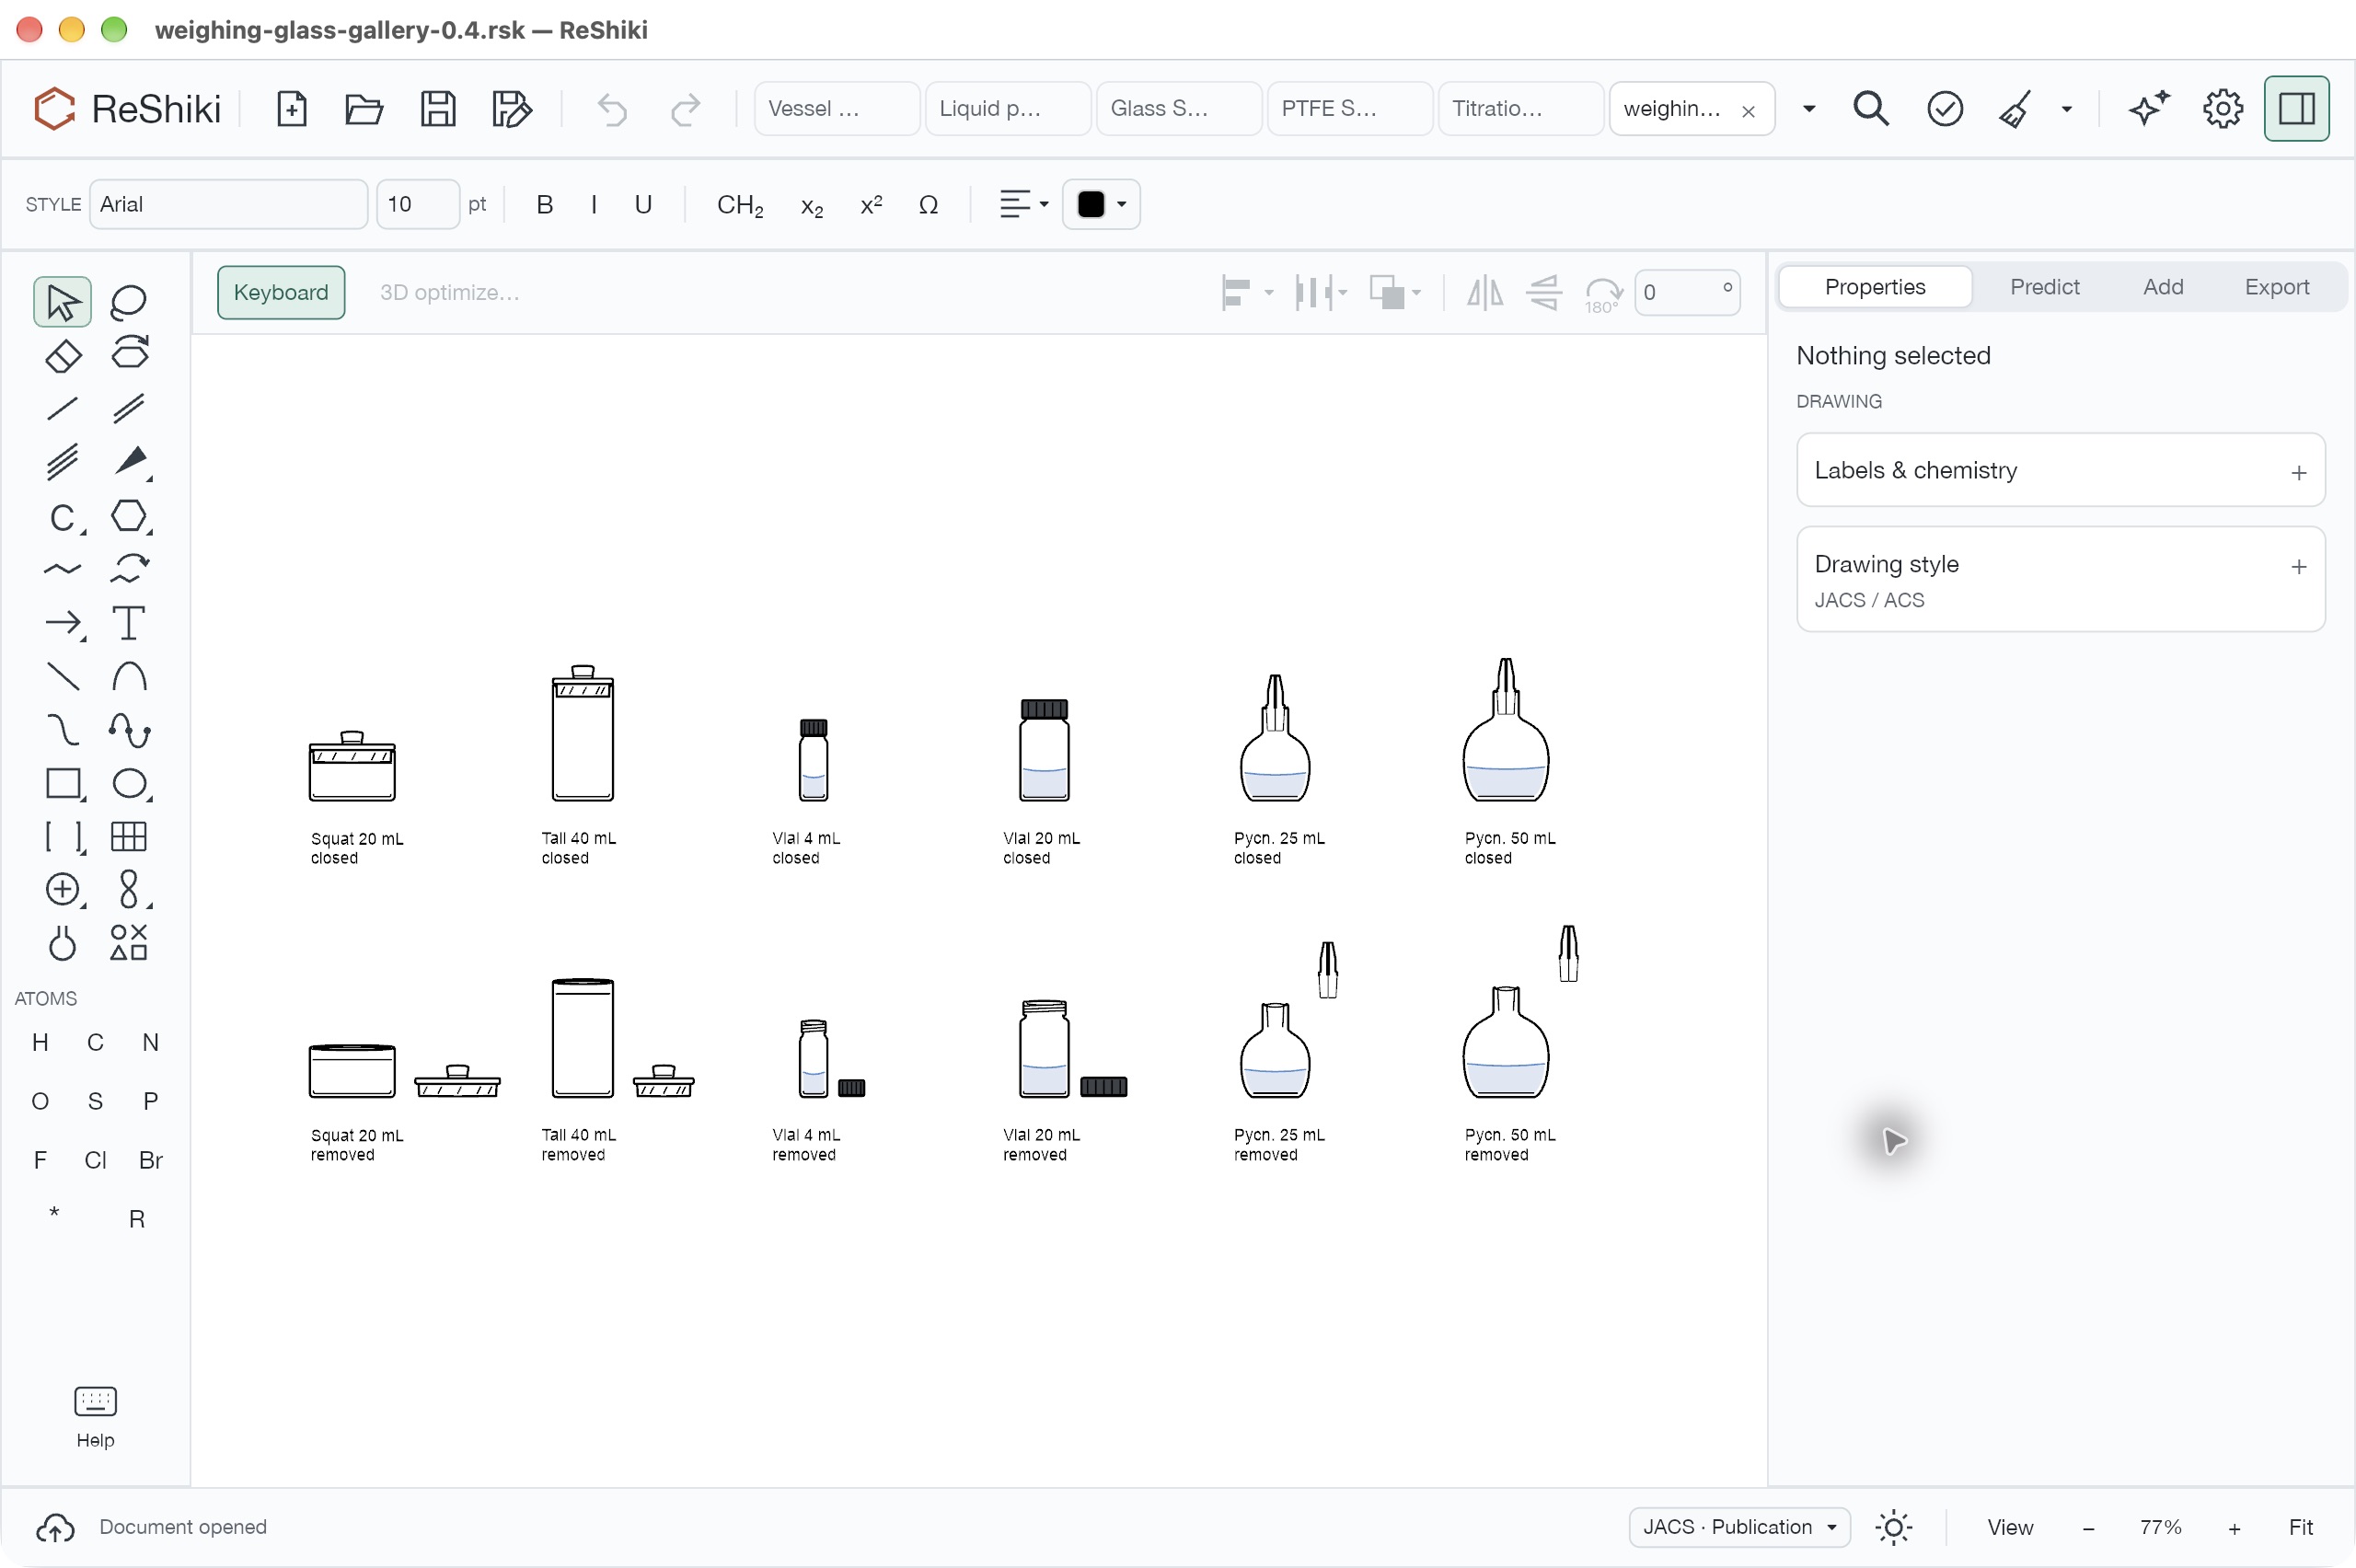 weighing-glass-gallery-0.4.rsk — ReShiki
ReShiki
Vessel ...
Liquid p...
Glass S...
PTFE S...
Titratio...
weighin... ×
STYLE Arial 10 pt B I U CH₂ x₂ x² Ω
Keyboard 3D optimize...
180°
0 °
Properties Predict Add Export
Nothing selected
DRAWING
Labels & chemistry +
Drawing style +
JACS / ACS
C
T
Squat 20 mL
closed
Tall 40 mL
closed
Vial 4 mL
closed
Vial 20 mL
closed
Pycn. 25 mL
closed
Pycn. 50 mL
closed
Squat 20 mL
removed
Tall 40 mL
removed
Vial 4 mL
removed
Vial 20 mL
removed
Pycn. 25 mL
removed
Pycn. 50 mL
removed
ATOMS
H C N
O S P
F Cl Br
* R
Help
Document opened
JACS · Publication
View − 77% + Fit